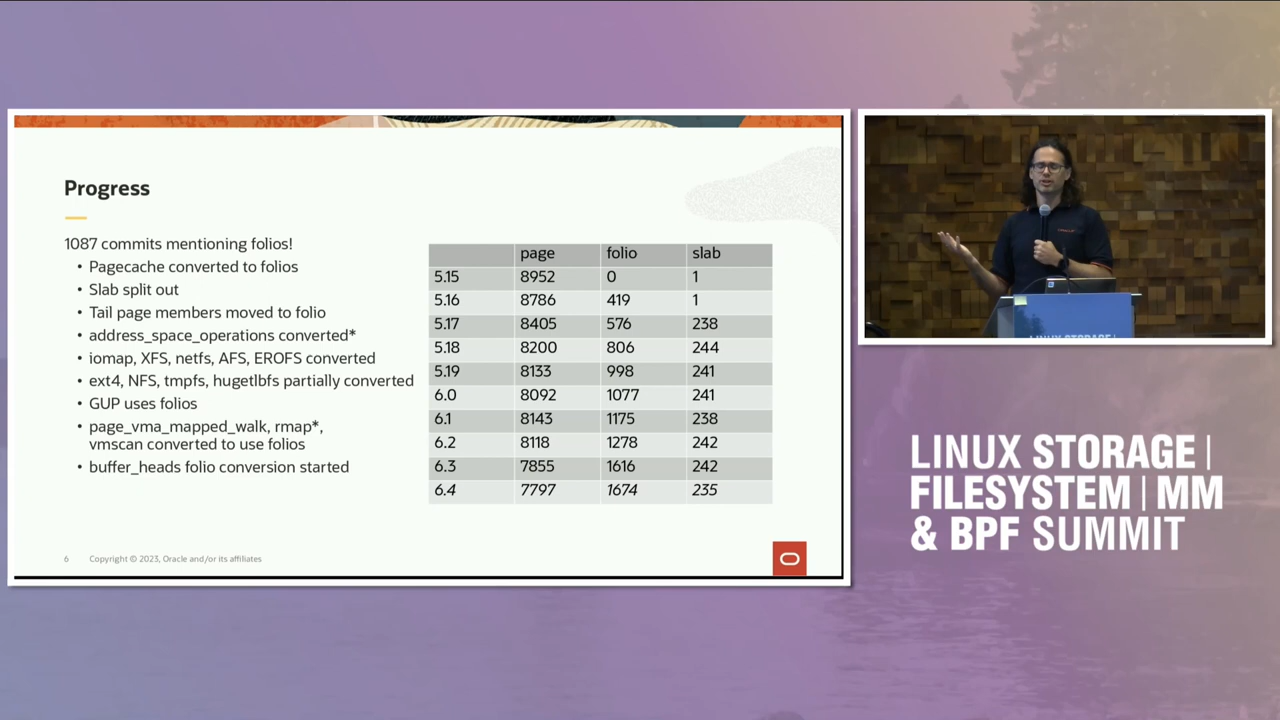 Progress
1087 commits mentioning folios!
• Pagecache converted to folios
• Slab split out
• Tail page members moved to folio
• address_space_operations converted*
• iomap, XFS, netfs, AFS, EROFS converted
• ext4, NFS, tmpfs, hugetlbfs partially converted
• GUP uses folios
• page_vma_mapped_walk, rmap*,
vmscan converted to use folios
• buffer_heads folio conversion started
page folio slab
5.15 8952 0 1
5.16 8786 419 1
5.17 8405 576 238
5.18 8200 806 244
5.19 8133 998 241
6.0 8092 1077 241
6.1 8143 1175 238
6.2 8118 1278 242
6.3 7855 1616 242
6.4 7797 1674 235
6 Copyright © 2023, Oracle and/or its affiliates
LINUX STORAGE |
LINUX STORAGE |
FILESYSTEM | MM
& BPF SUMMIT